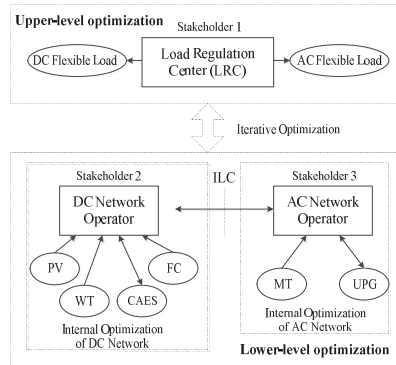 Upper-level optimization
Stakeholder 1
Load Regulation
Center (LRC)
DC Flexible Load
AC Flexible Load
Iterative Optimization
Stakeholder 2
DC Network
Operator
ILC
Stakeholder 3
AC Network
Operator
PV
WT
CAES
FC
MT
UPG
Internal Optimization
of DC Network
Internal Optimization
of AC Network
Lower-level optimization